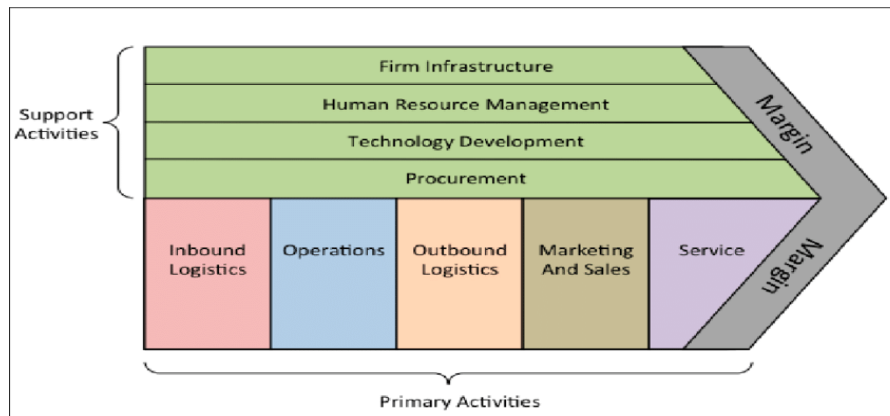 Firm Infrastructure
Human Resource Management
Support
Activities
Technology Development
Procurement
Margin
Inbound
Logistics
Operations
Outbound
Logistics
Marketing
And Sales
Service
Margin
Primary Activities